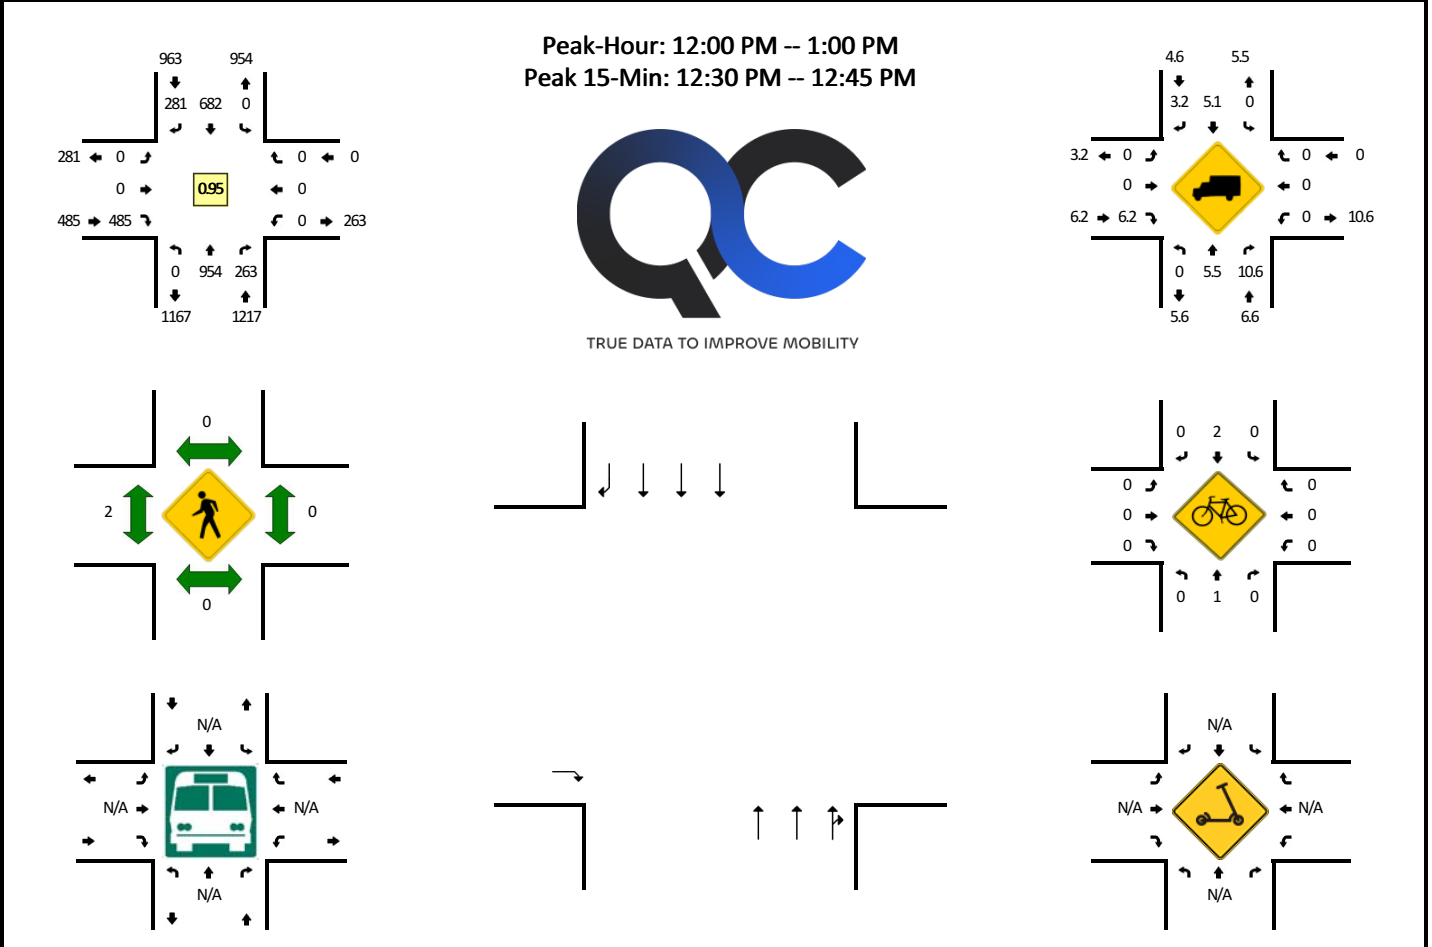 Peak-Hour: 12:00 PM -- 1:00 PM
Peak 15-Min: 12:30 PM -- 12:45 PM
963 954
281 682 0
281 0 0 0
0 0.95 0
485 485 0 263
0 954 263
1167 1217
QC
TRUE DATA TO IMPROVE MOBILITY
4.6 5.5
3.2 5.1 0
3.2 0 0 0
0 0
6.2 6.2 0 10.6
0 5.5 10.6
5.6 6.6
0
2 0
0
0 2 0
0 0
0 0
0 0
0 1 0
N/A
N/A N/A
N/A
N/A
N/A N/A
N/A